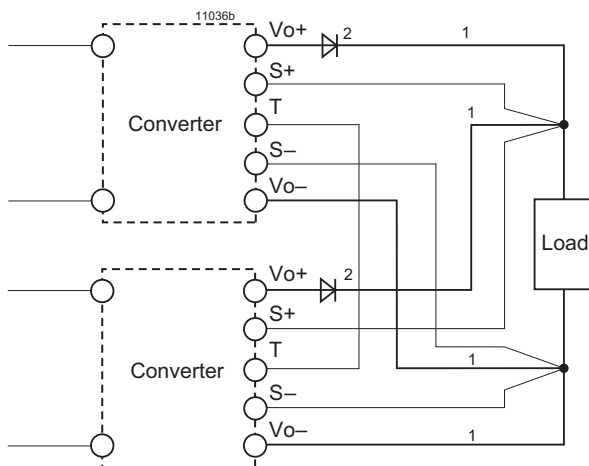 11036b
Vo+
2
1
S+
T
1
Converter
S–
Vo–
Load
Vo+
2
S+
T
Converter
1
S–
Vo–
1